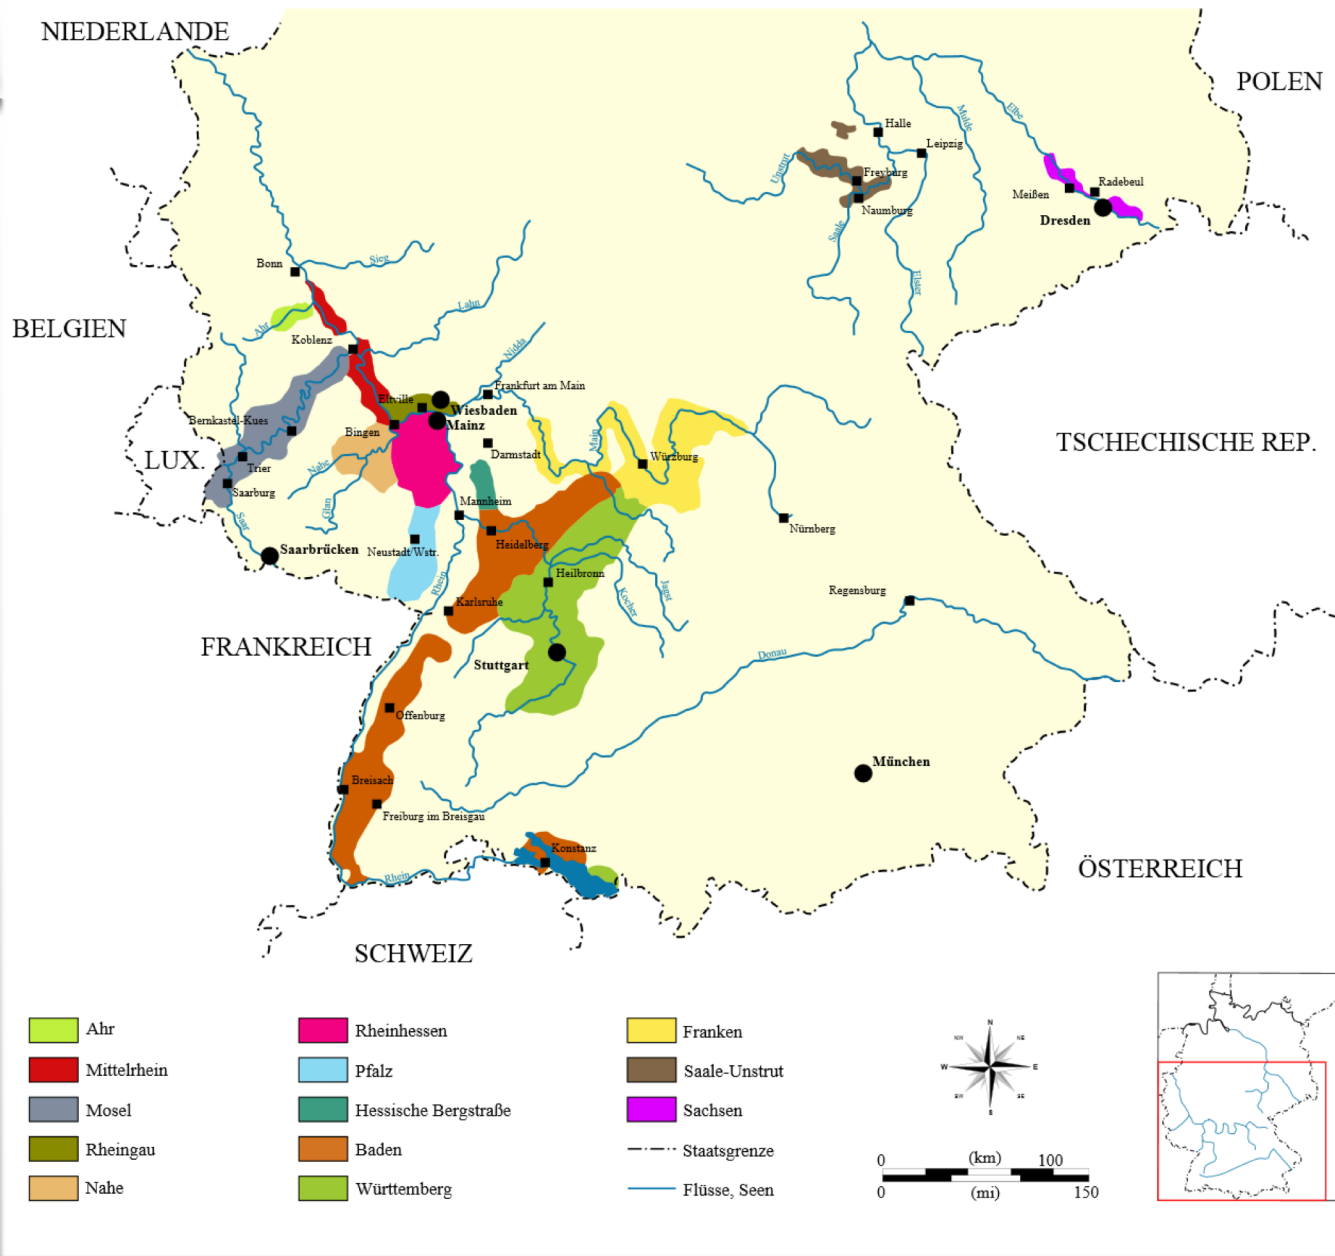 NIEDERLANDE
POLEN
BELGIEN
LUX.
TSCHECHISCHE REP.
FRANKREICH
ÖSTERREICH
SCHWEIZ
Halle
Leipzig
Mulde
Elbe
Unstrut
Freyburg
Naumburg
Saale
Elster
Meißen
Radebeul
Dresden
Bonn
Sieg
Ahr
Lahn
Koblenz
Nidda
Frankfurt am Main
Eltville
Wiesbaden
Mainz
Bernkastel-Kues
Bingen
Darmstadt
Main
Würzburg
Trier
Nahe
Saarburg
Glan
Saar
Mannheim
Nürnberg
Saarbrücken
Neustadt/Wstr.
Heidelberg
Heilbronn
Rhein
Jagst
Kocher
Karlsruhe
Regensburg
Stuttgart
Donau
Offenburg
München
Breisach
Freiburg im Breisgau
Konstanz
Rhein
Ahr
Mittelrhein
Mosel
Rheingau
Nahe
Rheinhessen
Pfalz
Hessische Bergstraße
Baden
Württemberg
Franken
Saale-Unstrut
Sachsen
Staatsgrenze
Flüsse, Seen
N
NW
NE
W
E
SW
SE
S
0 (km) 100
0 (mi) 150